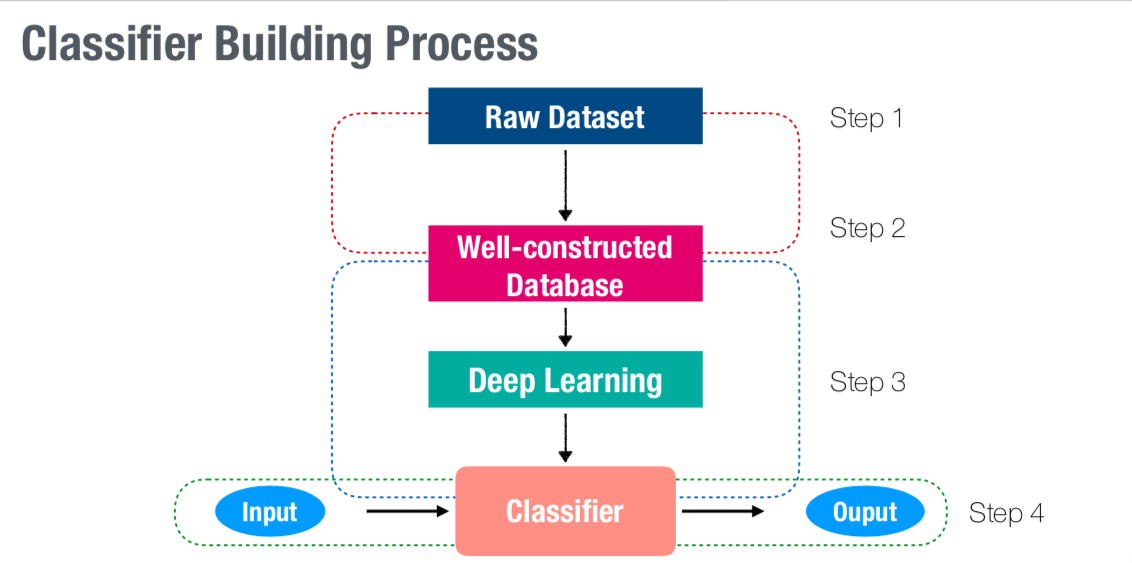 Classifier Building Process
Raw Dataset
Step 1
Step 2
Well-constructed
Database
Deep Learning
Step 3
Input
Classifier
Ouput
Step 4